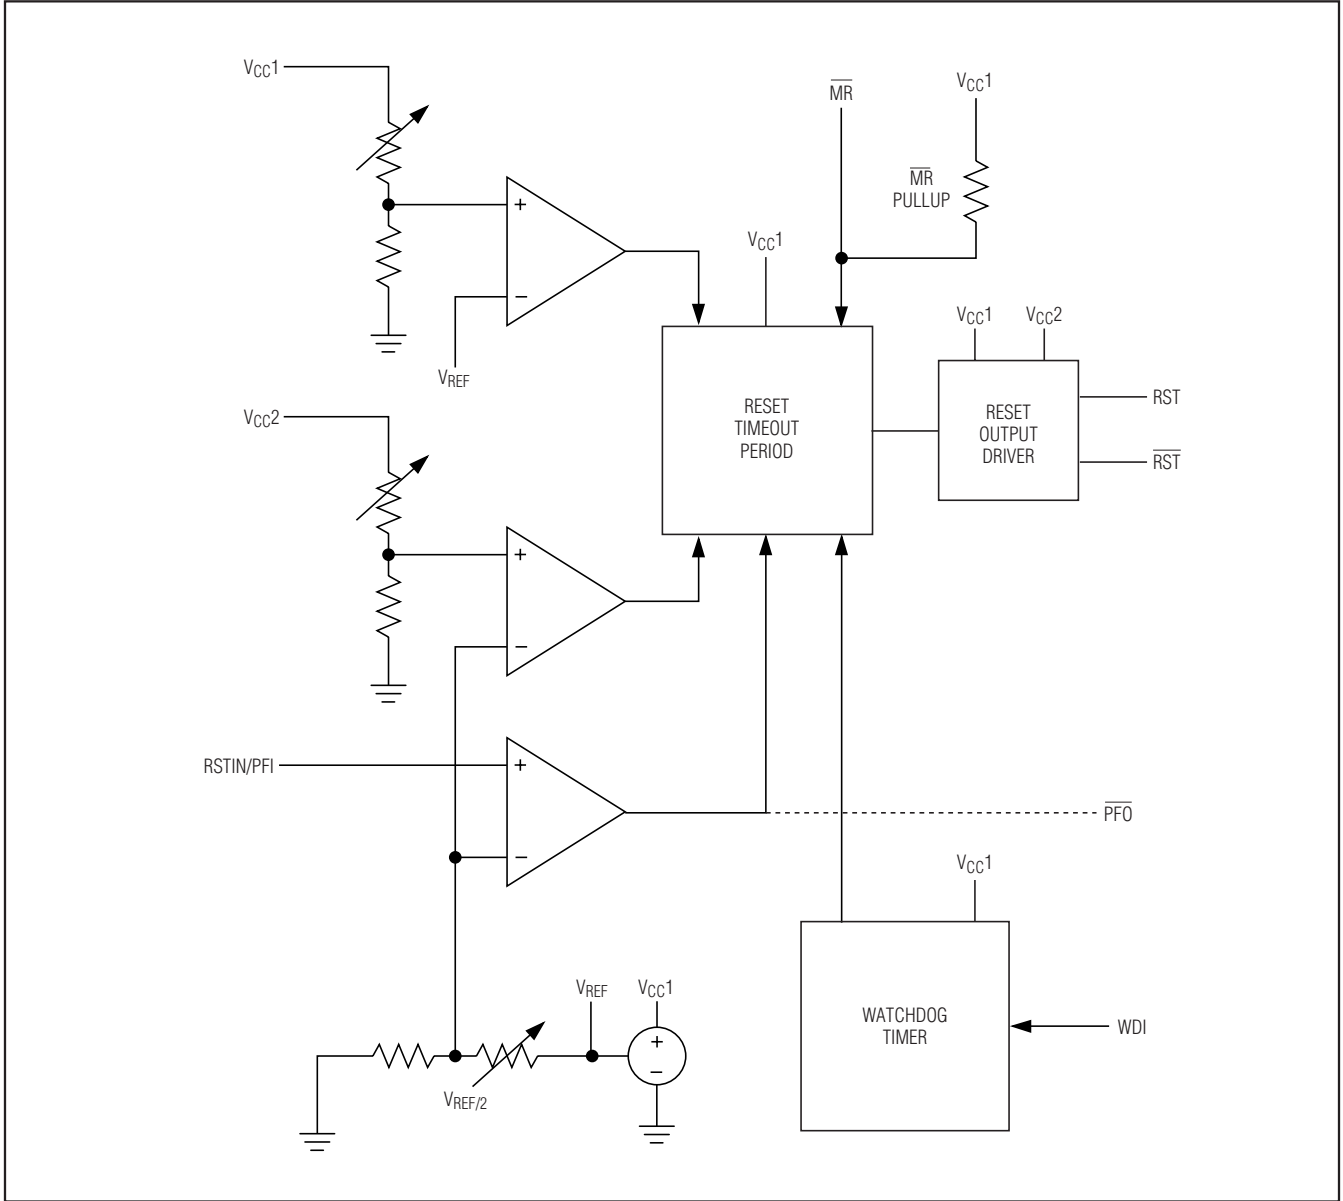 VCC1
MR
VCC1
MR
PULLUP
+
VCC1
−
VREF
VCC1
VCC2
RESET
TIMEOUT
PERIOD
RESET
OUTPUT
DRIVER
RST
RST
VCC2
+
−
RSTIN/PFI
+
PFO
−
VCC1
VREF
VCC1
+
−
VREF/2
WATCHDOG
TIMER
WDI